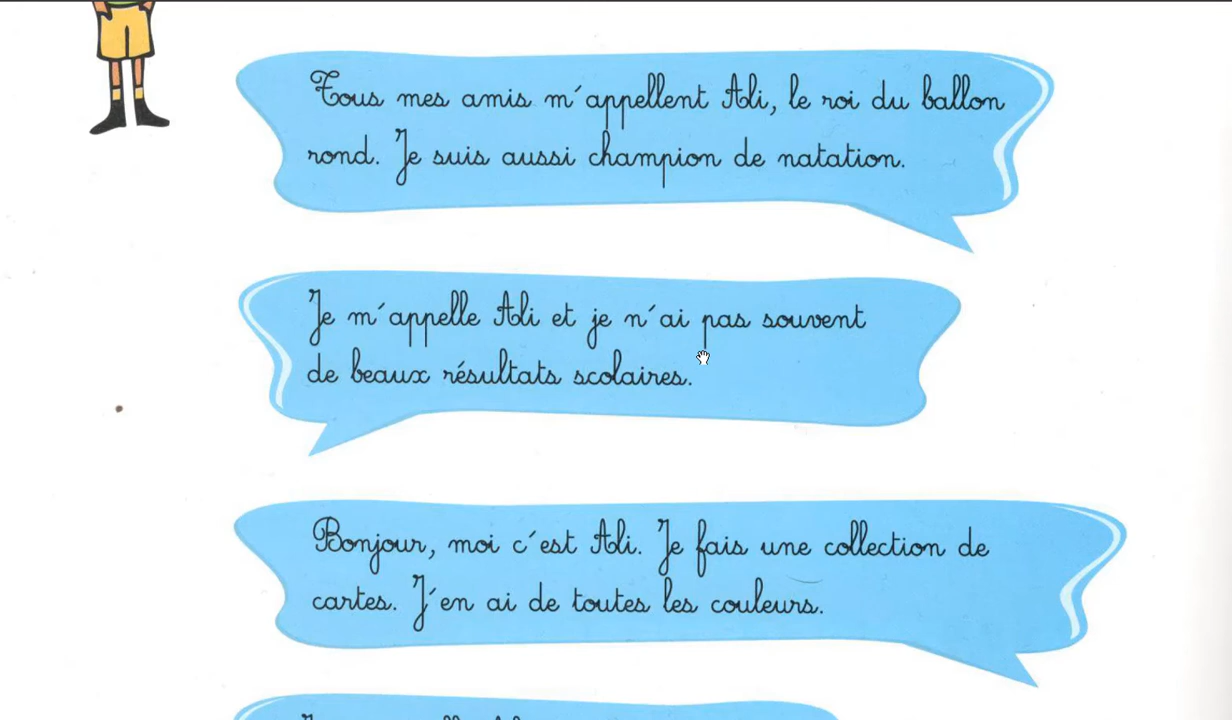 Tous mes amis m'appellent Ali, le roi du ballon
rond. Je suis aussi champion de natation.
Je m'appelle Ali et je n'ai pas souvent
de beaux résultats scolaires.
Bonjour, moi c'est Ali. Je fais une collection de
cartes. J'en ai de toutes les couleurs.